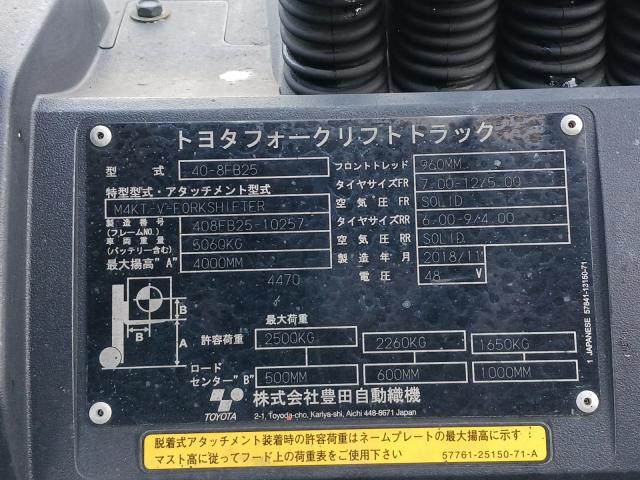 トヨタフォークリフトトラック
型式 40-8FB25 フロントトレッド 960MM
特型型式・アタッチメント型式 タイヤサイズFR 7.00-12/5.00
M4KT-V-FORKSHIFTER 空気圧FR SOLID
製造番号 (フレームNO.) 408FB25-10257 タイヤサイズRR 6.00-9/4.00
車両重量 (バッテリー含む) 5060KG 空気圧RR SOLID
最大揚高"A" 4000MM 製造年月 2018/11
4470 電圧 48 V
B
B
A
最大荷重
許容荷重 2500KG 2260KG 1650KG
ロードセンター"B" 500MM 600MM 1000MM
TOYOTA 株式会社豊田自動織機
2-1, Toyoda-cho, Kariya-shi, Aichi 448-8671 Japan
1 JAPANESE 57841-13150-71
脱着式アタッチメント装着時の許容荷重はネームプレートの最大揚高に示す
マスト高に従ってフード上の荷重表をご使用下さい 57761-25150-71-A